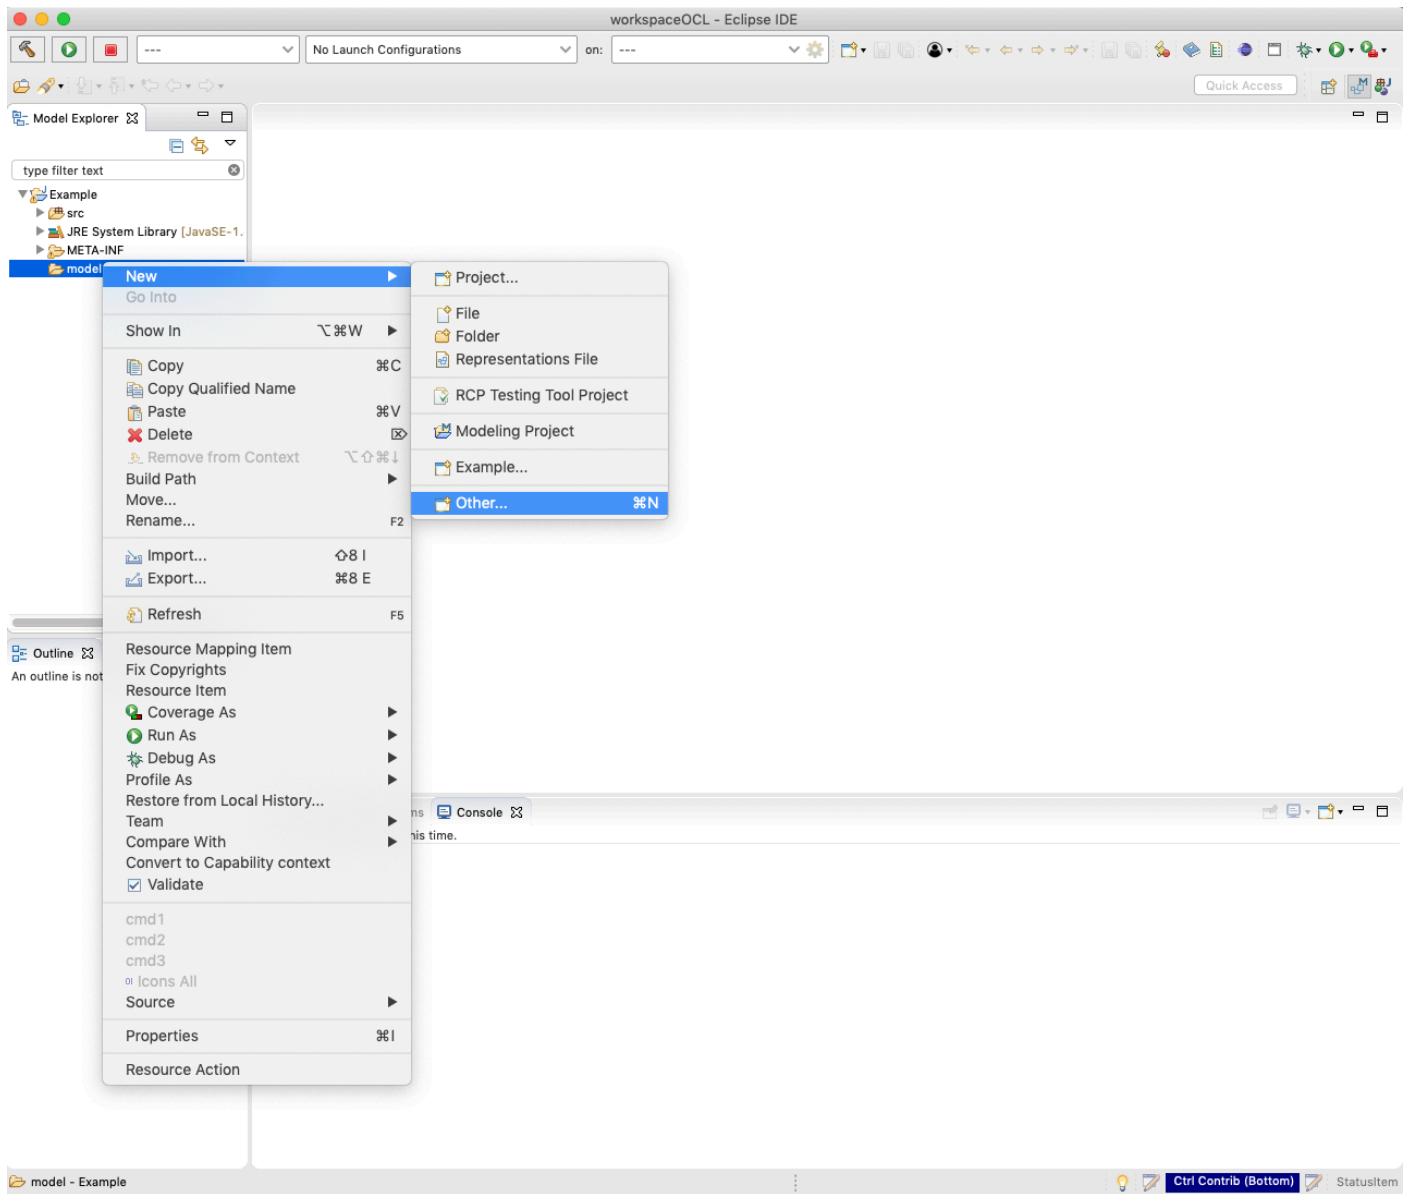 workspaceOCL - Eclipse IDE
--- No Launch Configurations on: ---
Quick Access
Model Explorer
type filter text
Example
src
JRE System Library [JavaSE-1.
META-INF
model
New
Go Into
Show In ⌥⌘W
Copy ⌘C
Copy Qualified Name
Paste ⌘V
Delete ⌦
Remove from Context ⌥⇧⌘↓
Build Path
Move...
Rename... F2
Import... ⇧8 I
Export... ⌘8 E
Refresh F5
Resource Mapping Item
Fix Copyrights
Resource Item
Coverage As
Run As
Debug As
Profile As
Restore from Local History...
Team
Compare With
Convert to Capability context
Validate
cmd1
cmd2
cmd3
Icons All
Source
Properties ⌘I
Resource Action
Project...
File
Folder
Representations File
RCP Testing Tool Project
Modeling Project
Example...
Other... ⌘N
Outline
An outline is not
ms Console
his time.
model - Example
Ctrl Contrib (Bottom) StatusItem